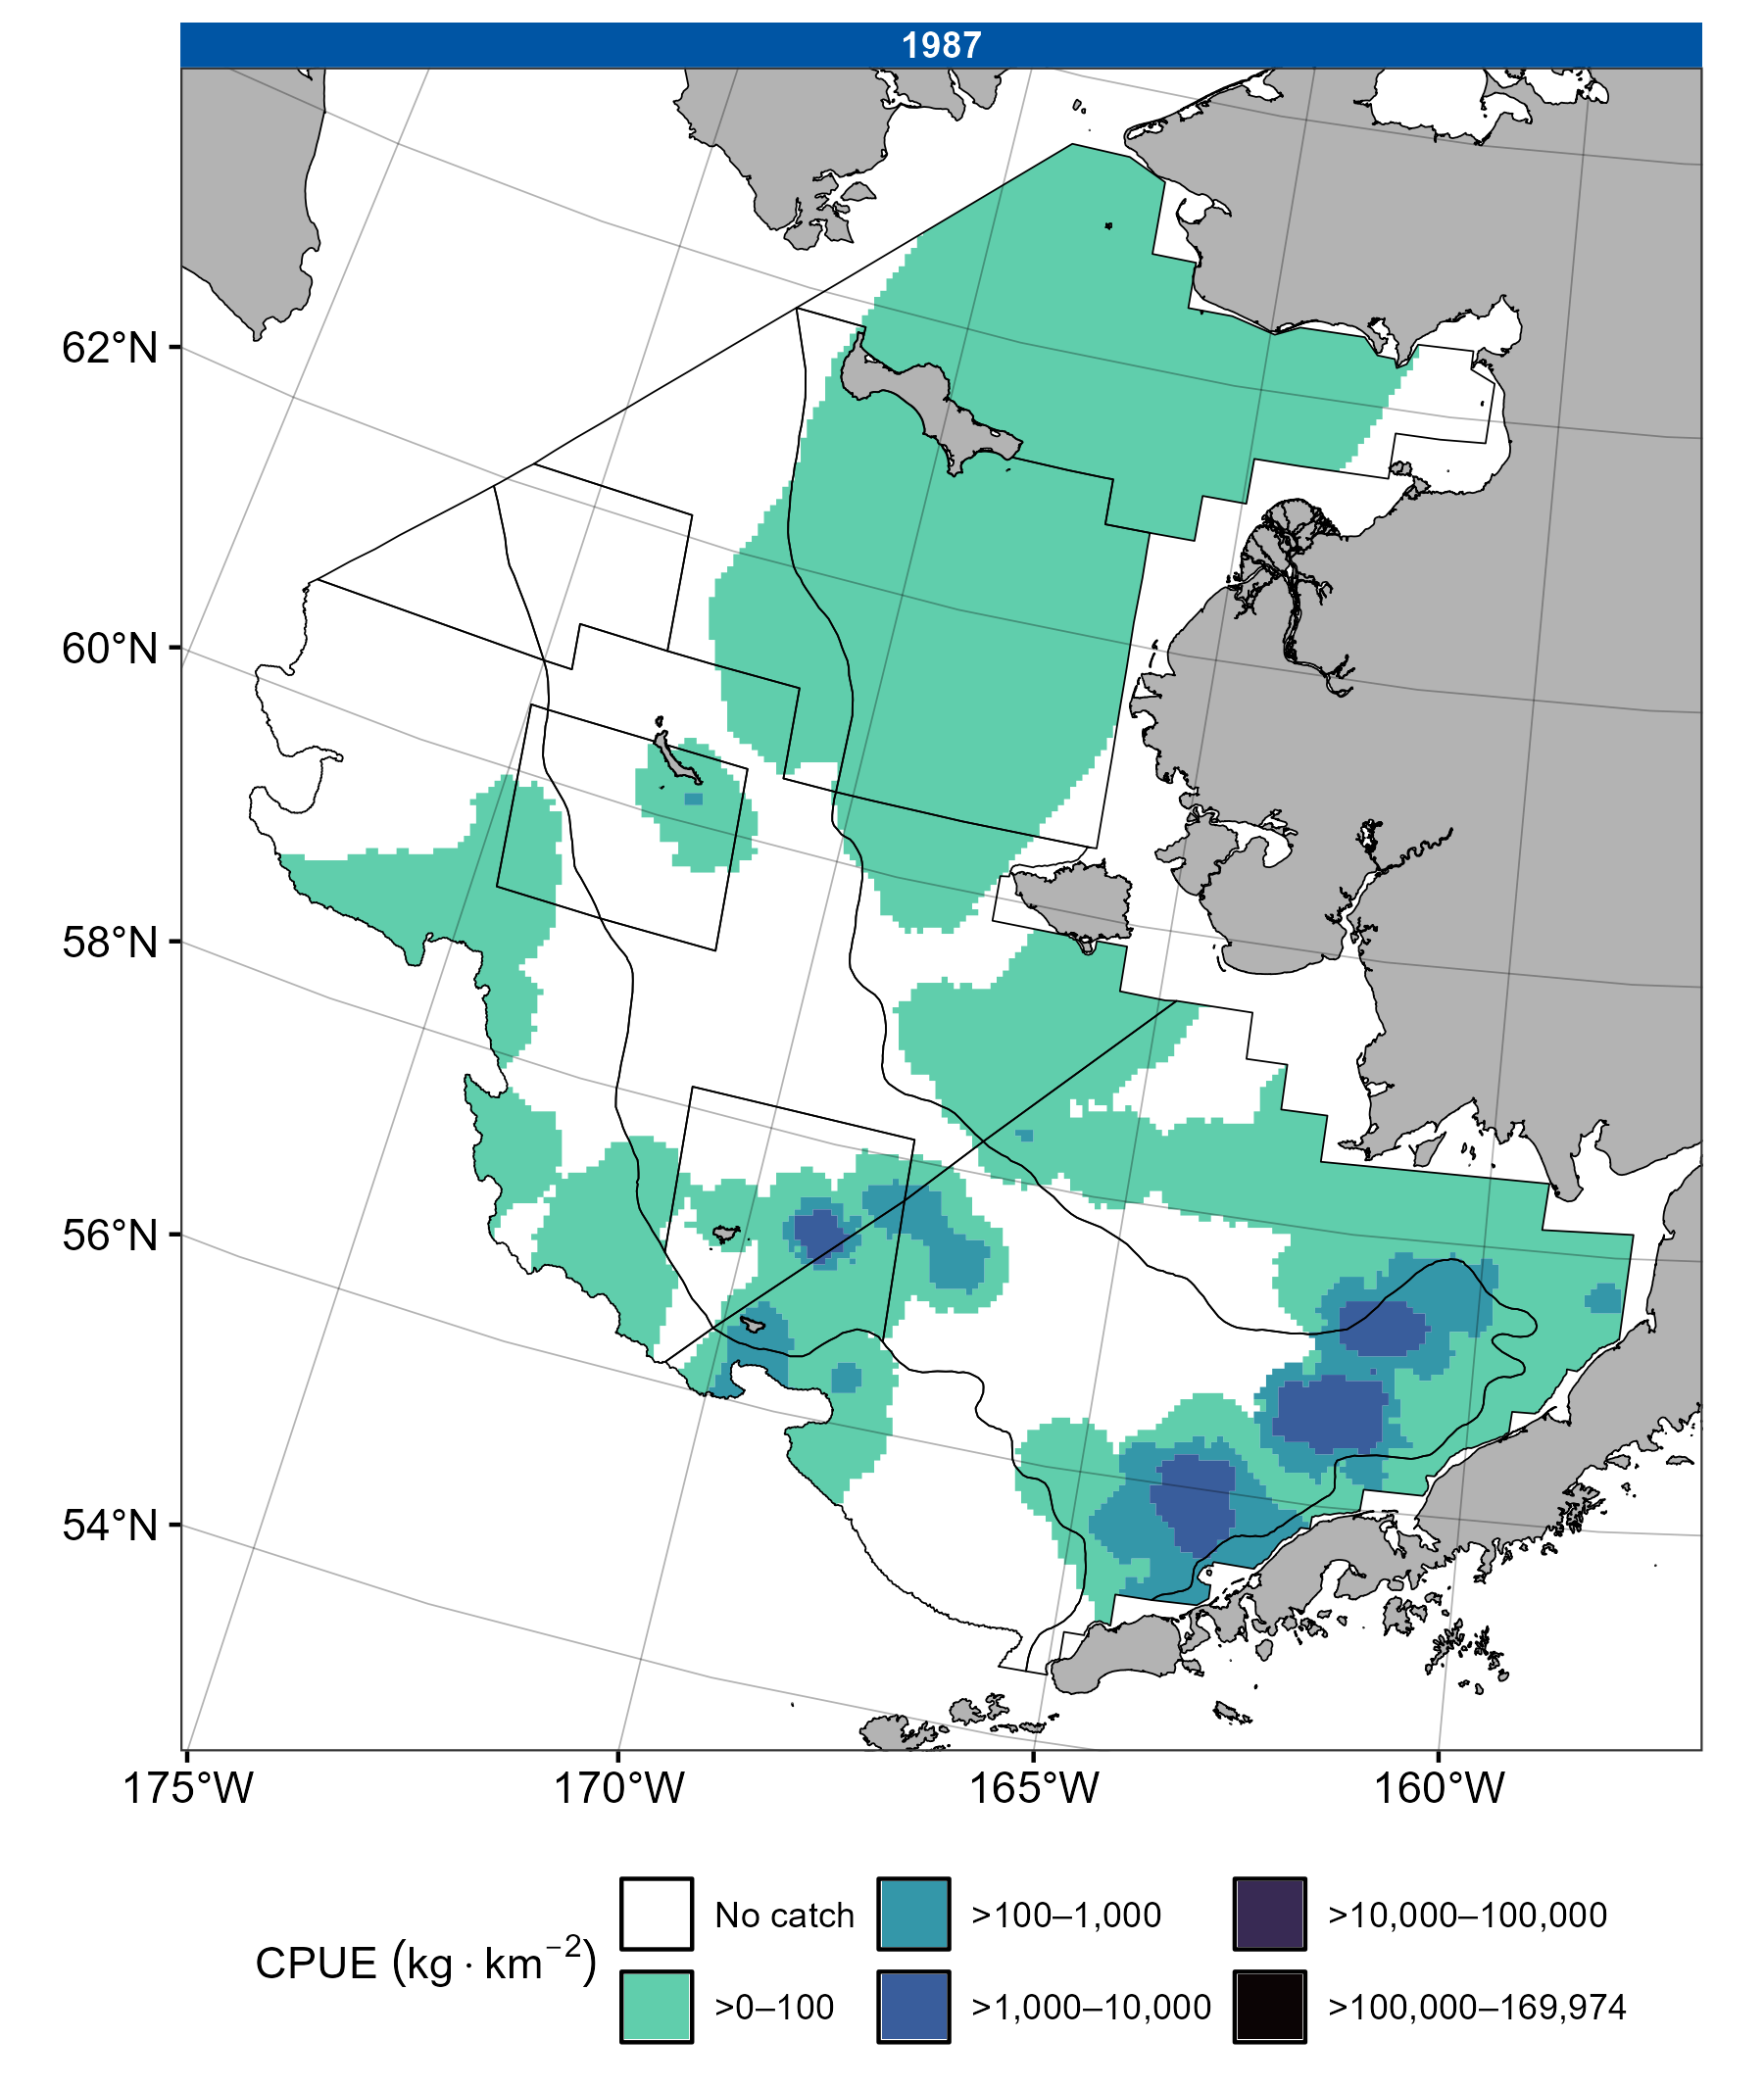 1987
62°N
60°N
58°N
56°N
54°N
175°W 170°W 165°W 160°W
CPUE (kg · km−2)
No catch
>0–100
>100–1,000
>1,000–10,000
>10,000–100,000
>100,000–169,974